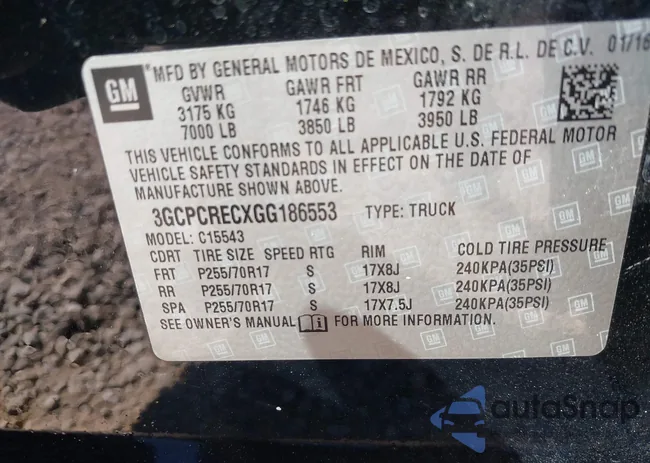 GM
*MFD BY GENERAL MOTORS DE MEXICO, S. DE R.L. DE C.V. 01/16
GVWR GAWR FRT GAWR RR
3175 KG 1746 KG 1792 KG
7000 LB 3850 LB 3950 LB
THIS VEHICLE CONFORMS TO ALL APPLICABLE U.S. FEDERAL MOTOR
VEHICLE SAFETY STANDARDS IN EFFECT ON THE DATE OF
MANUFACTURE SHOWN ABOVE.
3GCPCRECXGG186553 TYPE: TRUCK
MODEL: C15543
CDRT TIRE SIZE SPEED RTG RIM COLD TIRE PRESSURE
FRT P255/70R17 S 17X8J 240KPA(35PSI)
RR P255/70R17 S 17X8J 240KPA(35PSI)
SPA P255/70R17 S 17X7.5J 240KPA(35PSI)
SEE OWNER'S MANUAL FOR MORE INFORMATION.
autoSnap